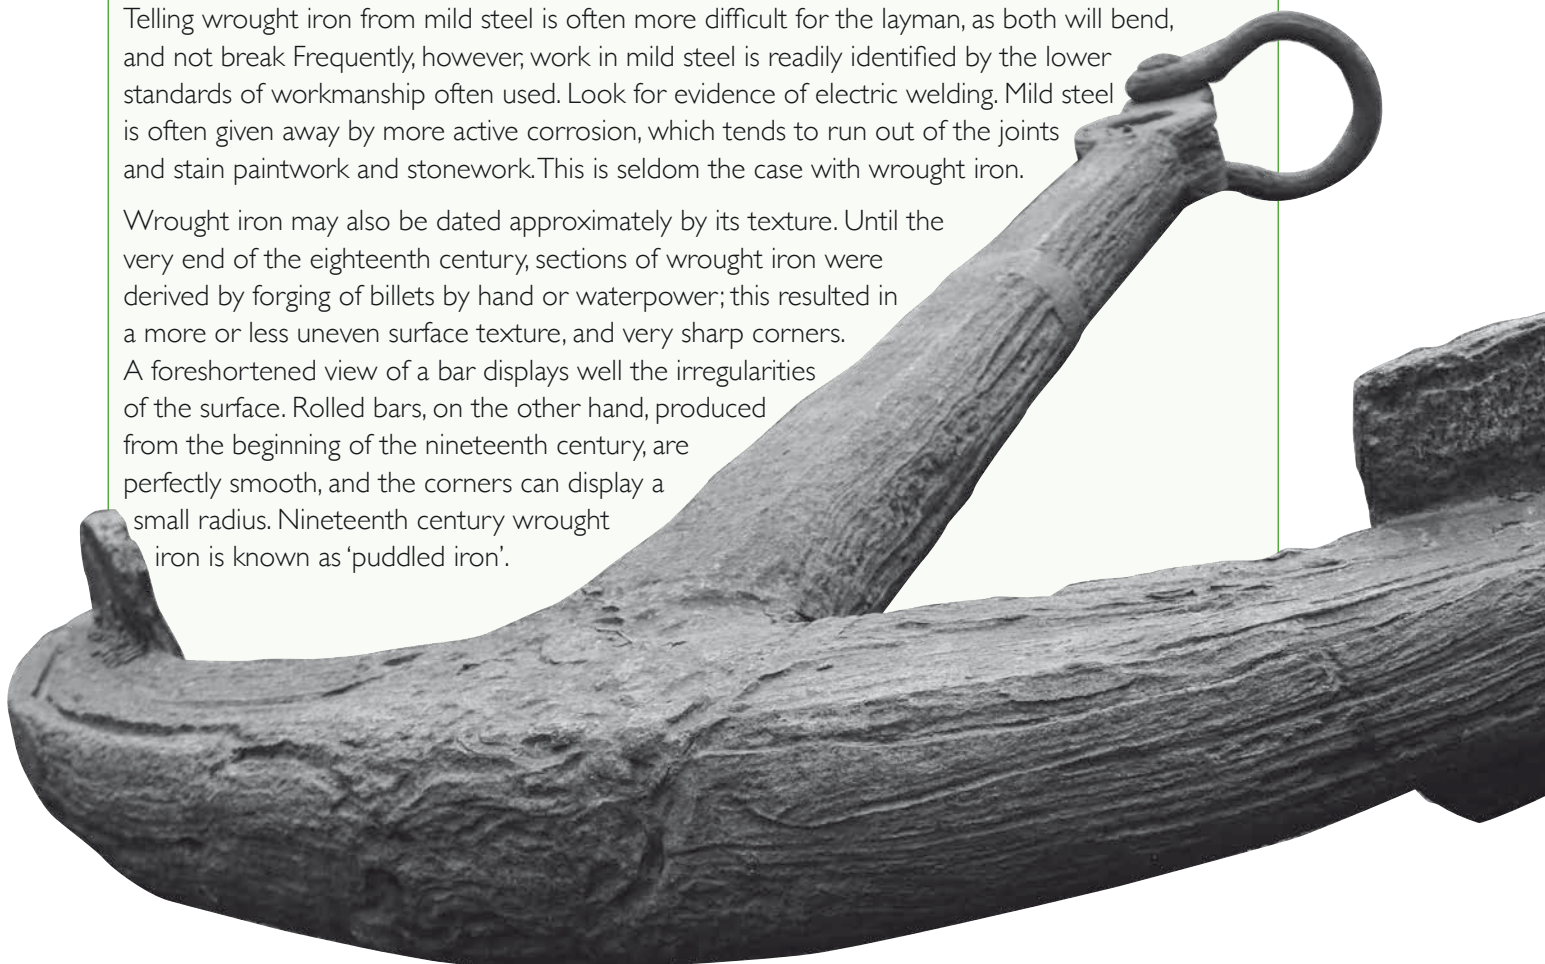 Telling wrought iron from mild steel is often more difficult for the layman, as both will bend,
and not break Frequently, however, work in mild steel is readily identified by the lower
standards of workmanship often used. Look for evidence of electric welding. Mild steel
is often given away by more active corrosion, which tends to run out of the joints
and stain paintwork and stonework. This is seldom the case with wrought iron.
Wrought iron may also be dated approximately by its texture. Until the
very end of the eighteenth century, sections of wrought iron were
derived by forging of billets by hand or waterpower; this resulted in
a more or less uneven surface texture, and very sharp corners.
A foreshortened view of a bar displays well the irregularities
of the surface. Rolled bars, on the other hand, produced
from the beginning of the nineteenth century, are
perfectly smooth, and the corners can display a
small radius. Nineteenth century wrought
iron is known as ‘puddled iron’.